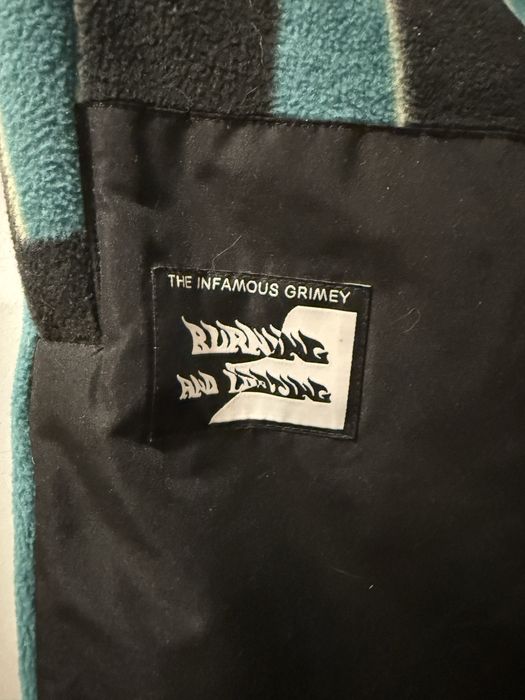 THE INFAMOUS GRIMEY
BURNING
AND LOOTING